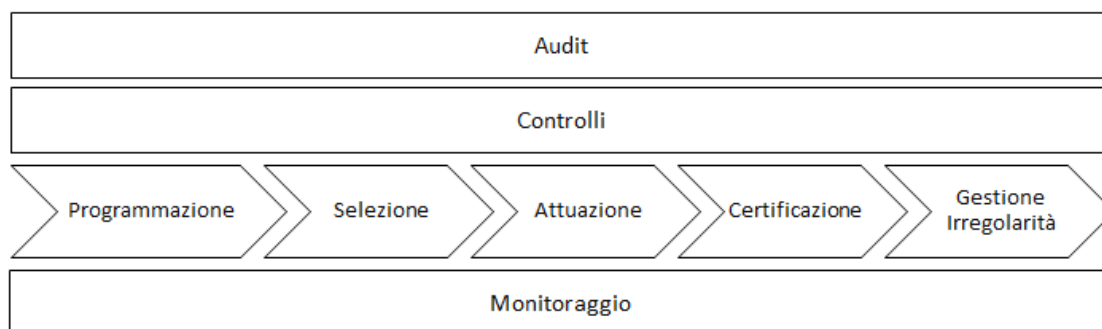 Audit
Controlli
Programmazione
Selezione
Attuazione
Certificazione
Gestione
Irregolarità
Monitoraggio